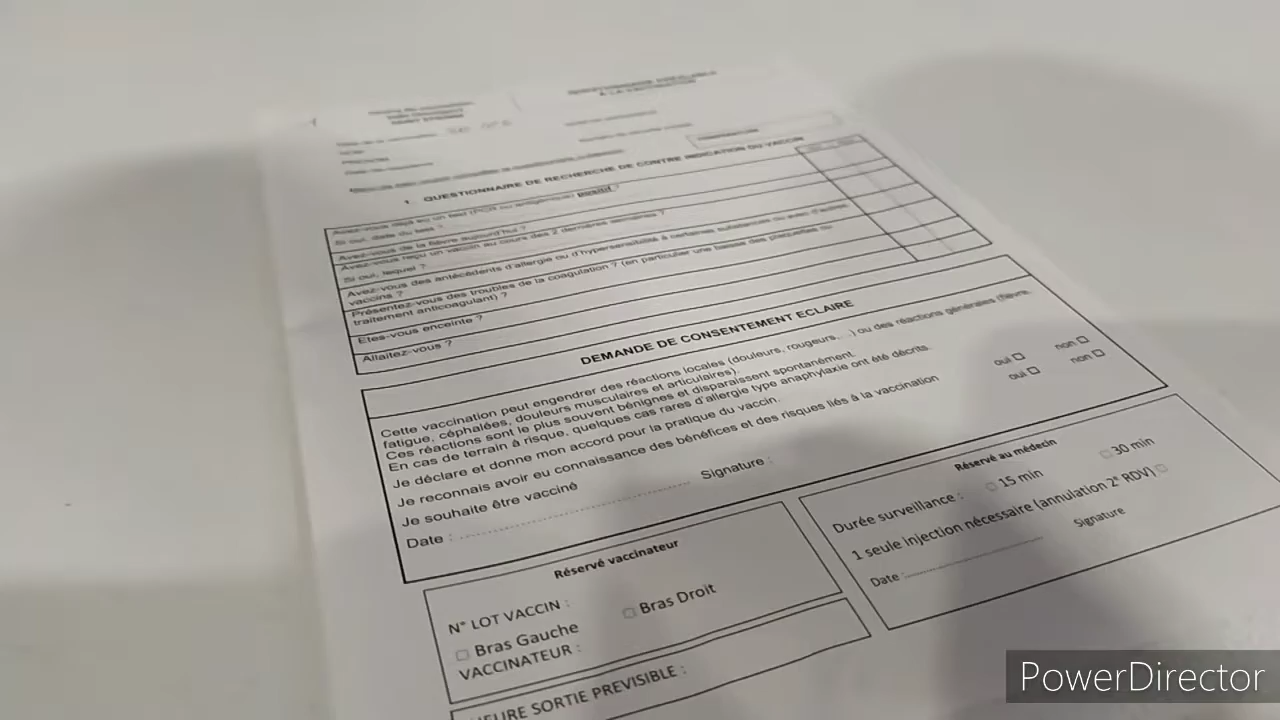 QUESTIONNAIRE PREALABLE
A LA VACCINATION
1. QUESTIONNAIRE DE RECHERCHE DE CONTRE INDICATION DU VACCIN
Avez-vous déjà eu un test (PCR ou antigénique) positif ?
Si oui, date du test ?
Avez-vous de la fièvre aujourd'hui ?
Avez-vous reçu un vaccin au cours des 2 dernières semaines ?
Si oui, lequel ?
Avez-vous des antécédents d'allergie ou d'hypersensibilité à certaines substances ou avec d'autres
vaccins ?
Présentez-vous des troubles de la coagulation ? (en particulier une baisse des plaquettes ou
traitement anticoagulant) ?
Etes-vous enceinte ?
Allaitez-vous ?
DEMANDE DE CONSENTEMENT ECLAIRE
Cette vaccination peut engendrer des réactions locales (douleurs, rougeurs,...) ou des réactions générales (fièvre,
fatigue, céphalées, douleurs musculaires et articulaires).
Ces réactions sont le plus souvent bénignes et disparaissent spontanément.
En cas de terrain à risque, quelques cas rares d'allergie type anaphylaxie ont été décrits.
Je déclare et donne mon accord pour la pratique du vaccin.
Je reconnais avoir eu connaissance des bénéfices et des risques liés à la vaccination oui non
Je souhaite être vacciné oui non
Date : Signature :
Réservé vaccinateur
N° LOT VACCIN :
Bras Gauche Bras Droit
VACCINATEUR :
HEURE SORTIE PREVISIBLE :
Réservé au médecin
Durée surveillance : 15 min 30 min
1 seule injection nécessaire (annulation 2° RDV)
Date : Signature
PowerDirector